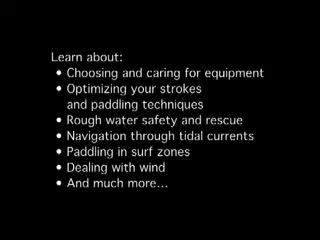 Learn about:
• Choosing and caring for equipment
• Optimizing your strokes
and paddling techniques
• Rough water safety and rescue
• Navigation through tidal currents
• Paddling in surf zones
• Dealing with wind
• And much more...